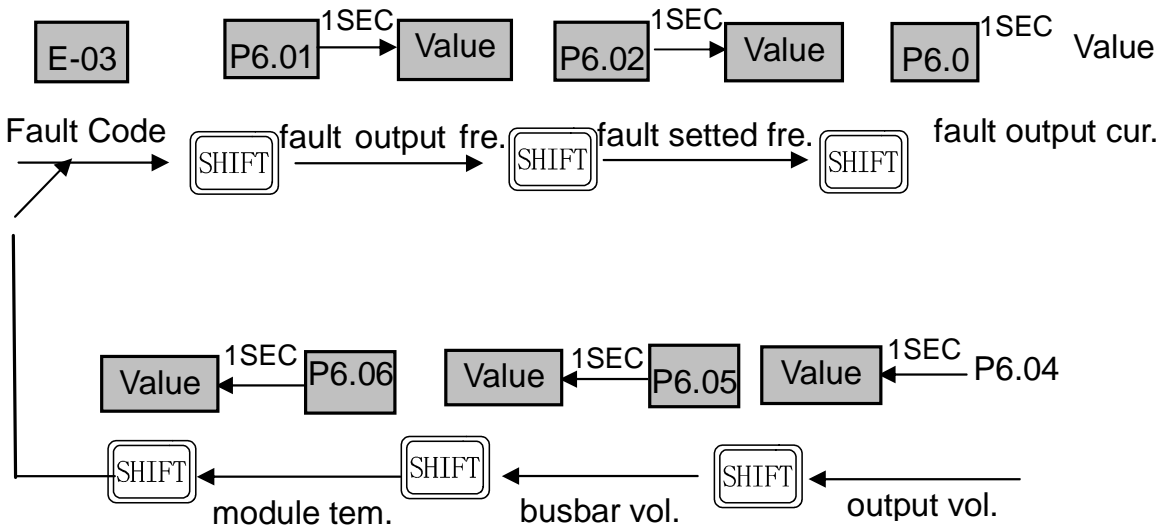 1SEC 1SEC 1SEC
E-03 P6.01 Value P6.02 Value P6.0 Value
Fault Code fault output fre. fault setted fre. fault output cur.
SHIFT SHIFT SHIFT
1SEC 1SEC 1SEC
Value P6.06 Value P6.05 Value P6.04
SHIFT SHIFT SHIFT
module tem. busbar vol. output vol.